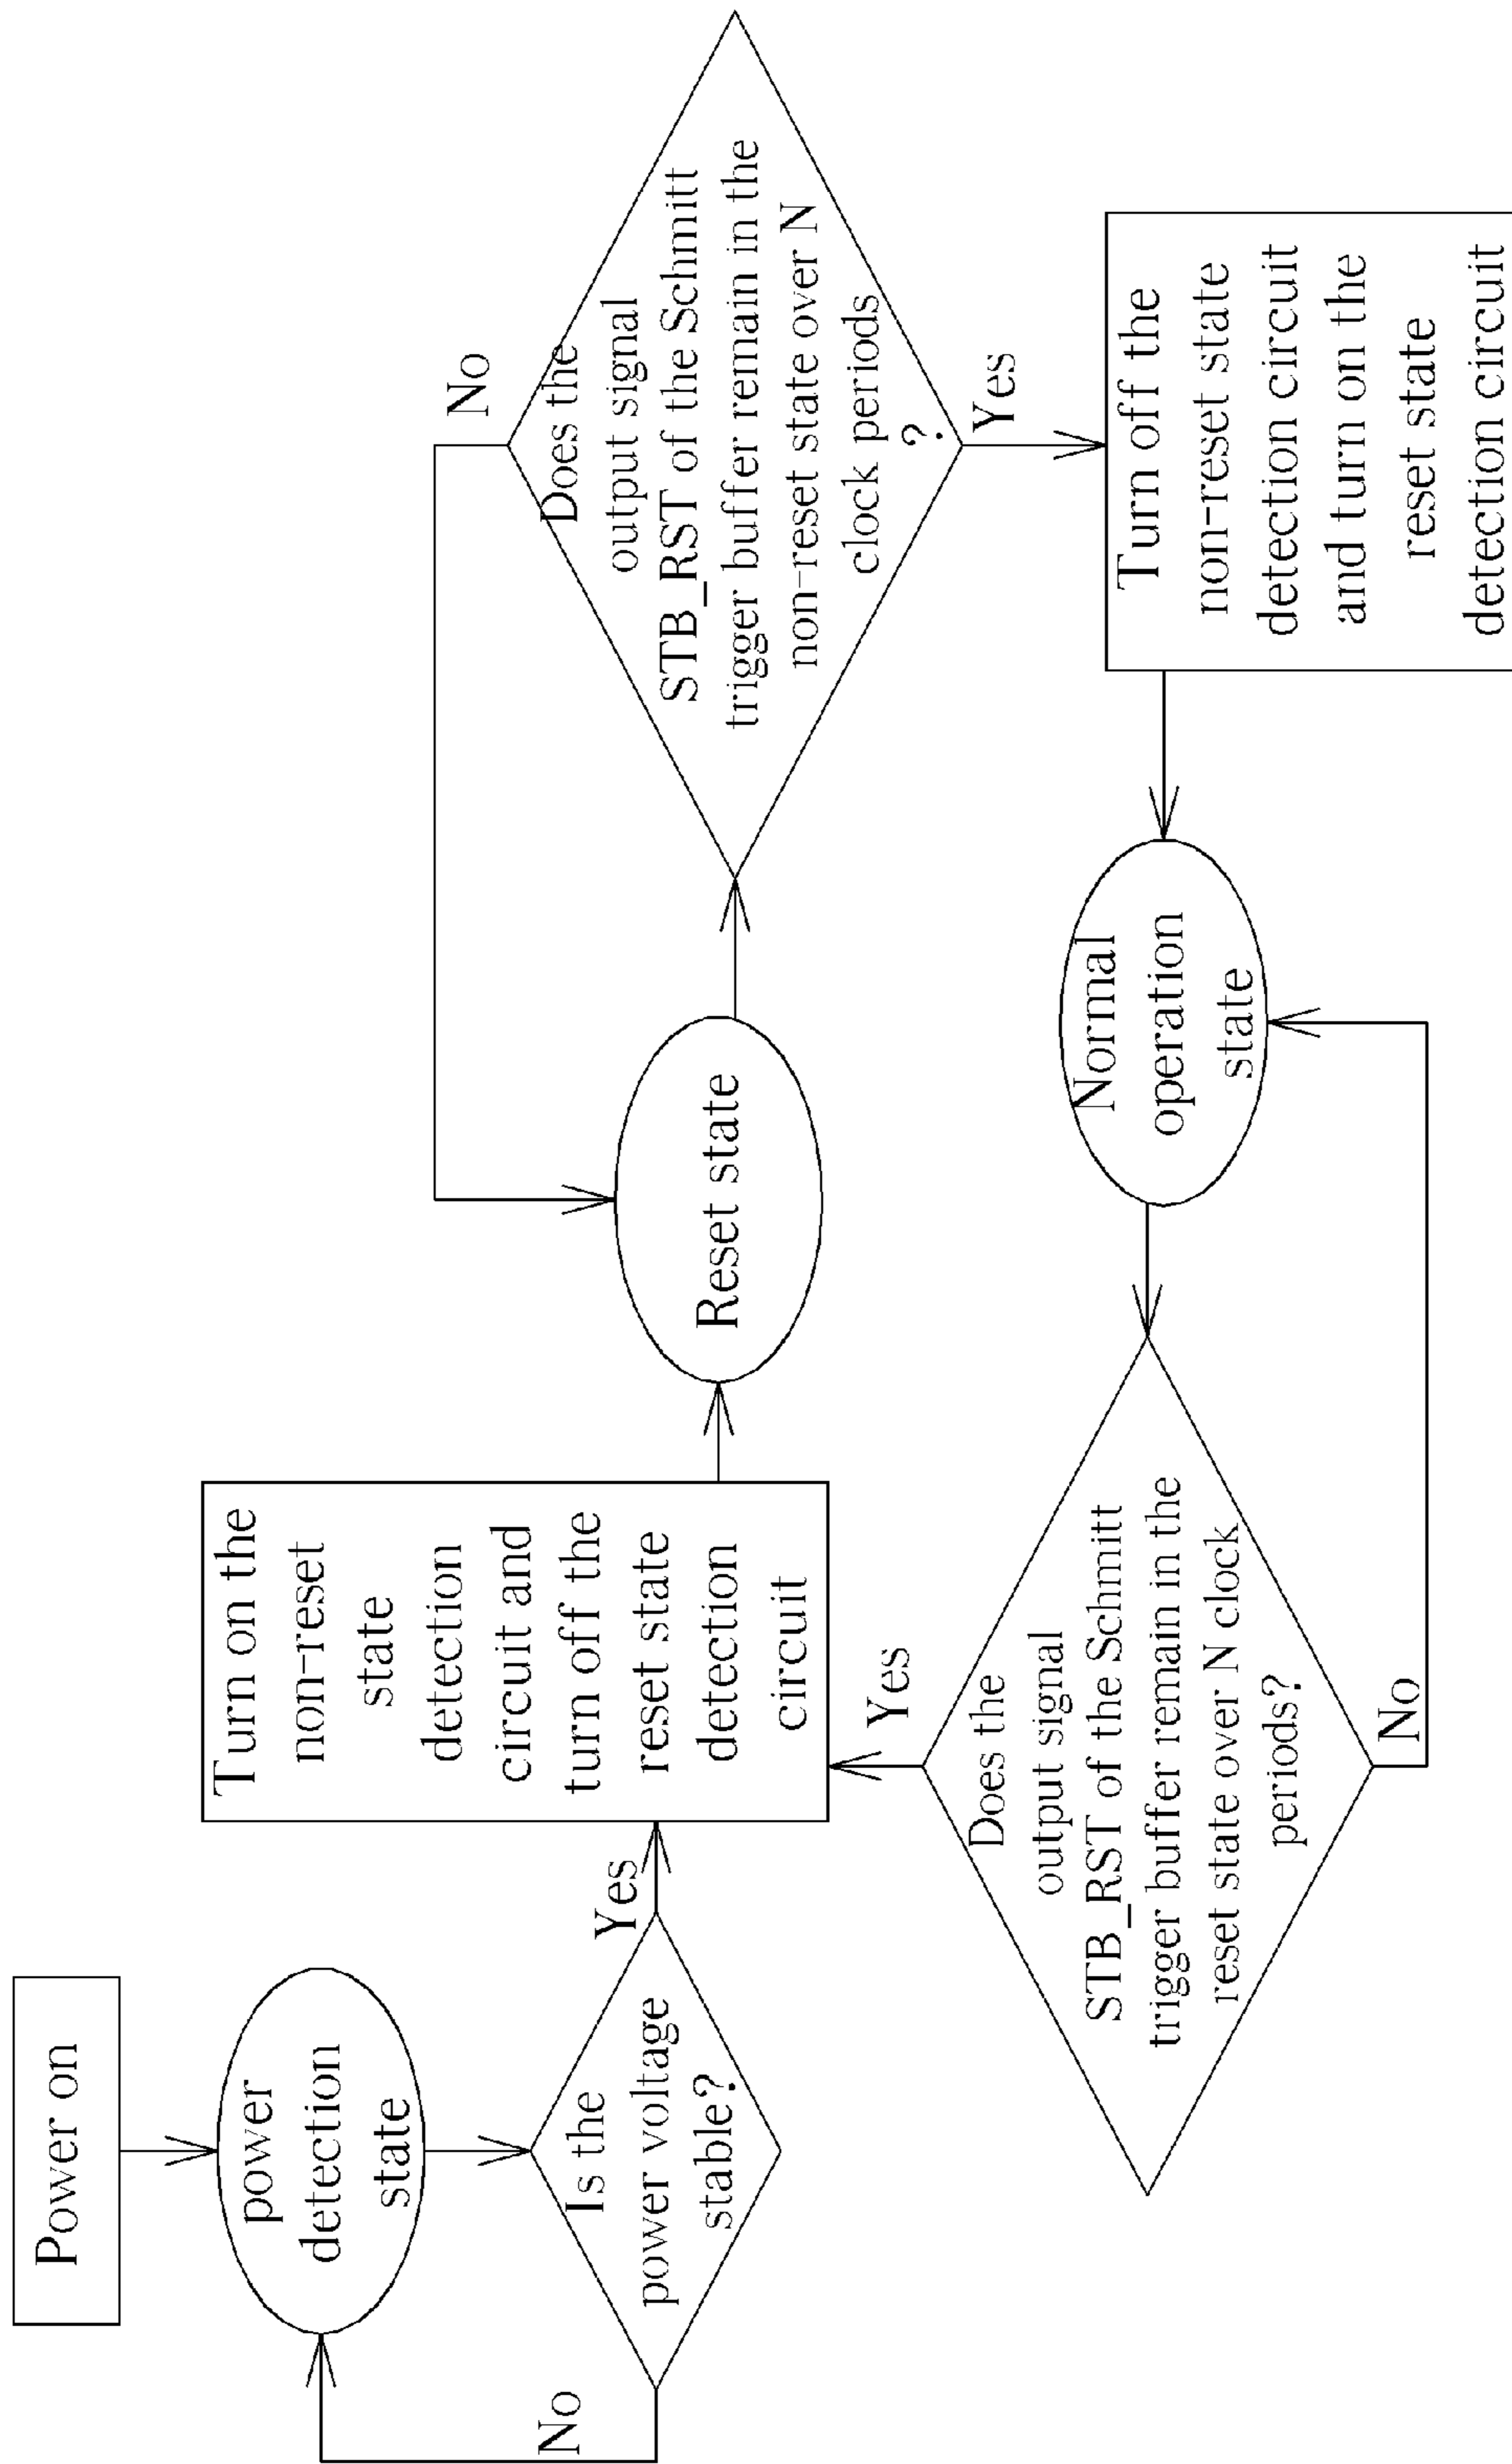 Power on
power
detection
state
Is the
power voltage
stable?
No
Yes
Turn on the
non-reset
state
detection
circuit and
turn off the
reset state
detection
circuit
Reset state
Does the
output signal
STB_RST of the Schmitt
trigger buffer remain in the
non-reset state over N
clock periods
?
No
Yes
Turn off the
non-reset state
detection circuit
and turn on the
reset state
detection circuit
Normal
operation
state
Does the
output signal
STB_RST of the Schmitt
trigger buffer remain in the
reset state over N clock
periods?
Yes
No